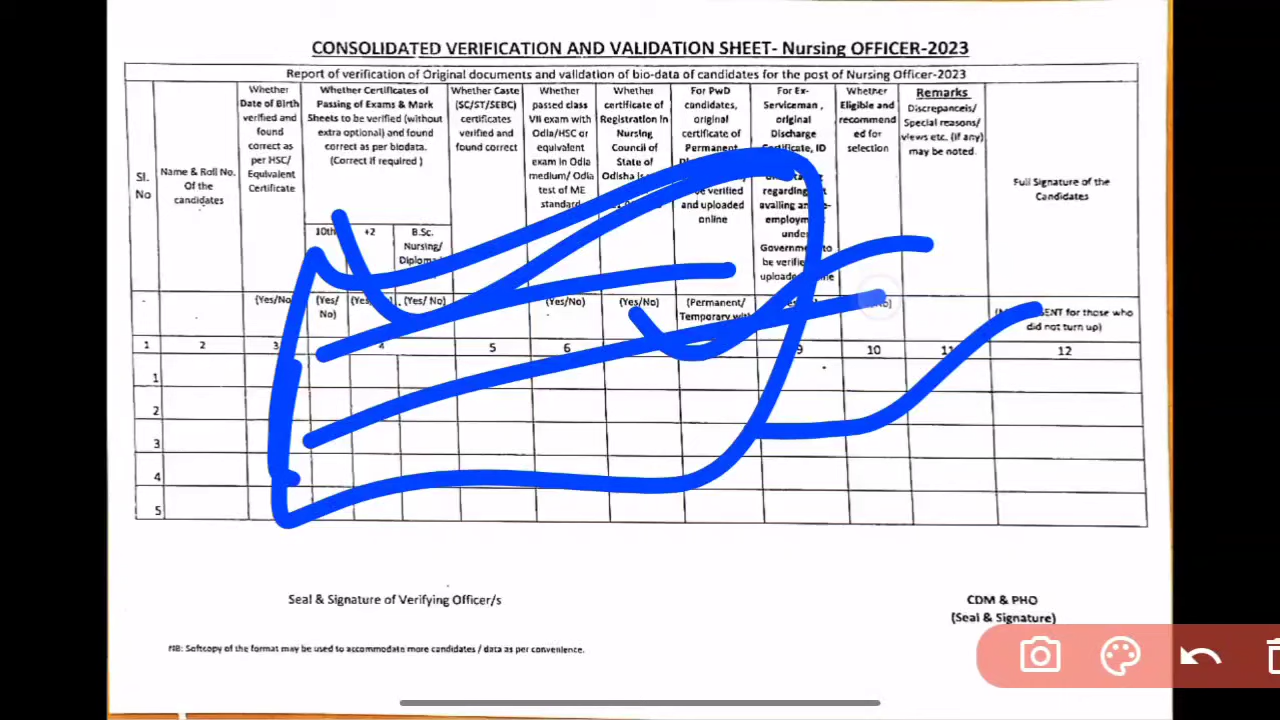 CONSOLIDATED VERIFICATION AND VALIDATION SHEET- Nursing OFFICER-2023
Report of verification of Original documents and validation of bio-data of candidates for the post of Nursing Officer-2023
Sl. No
Name & Roll No.
Of the
candidates
Whether
Date of Birth
verified and
found
correct as
per HSC/
Equivalent
Certificate
Whether Certificates of
Passing of Exams & Mark
Sheets to be verified (without
extra optional) and found
correct as per biodata.
(Correct if required )
10th
+2
B.Sc.
Nursing/
Diploma
Whether Caste
(SC/ST/SEBC)
certificates
verified and
found correct
Whether
passed class
VII exam with
Odia/HSC or
equivalent
exam in Odia
medium/ Odia
test of ME
standard
Whether
certificate of
Registration in
Nursing
Council of
State of
Odisha
For PwD
candidates,
original
certificate of
Permanent
verified
and uploaded
online
For Ex-
Serviceman ,
original
Discharge
Certificate, ID
regarding
availing
employment
under
Government to
be verified
uploaded
Whether
Eligible and
recommend
ed for
selection
Remarks
Discrepancies/
Special reasons/
views etc. (if any)
may be noted.
Full Signature of the
Candidates
(Yes/No)
(Yes/
No)
(Yes/ No)
(Yes/No)
(Yes/No)
(Permanent/
Temporary
for those who
did not turn up)
1 2 3 4 5 6 9 10 11 12
1
2
3
4
5
Seal & Signature of Verifying Officer/s
CDM & PHO
(Seal & Signature)
NB: Softcopy of the format may be used to accommodate more candidates / data as per convenience.